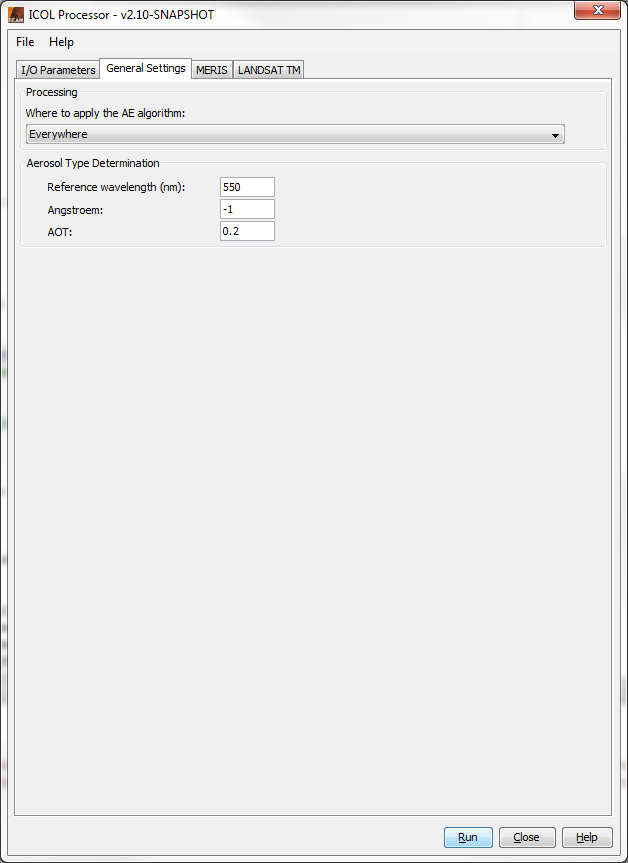 ICOL Processor - v2.10-SNAPSHOT
File Help
I/O Parameters General Settings MERIS LANDSAT TM
Processing
Where to apply the AE algorithm:
Everywhere
Aerosol Type Determination
Reference wavelength (nm): 550
Angstroem: -1
AOT: 0.2
Run Close Help